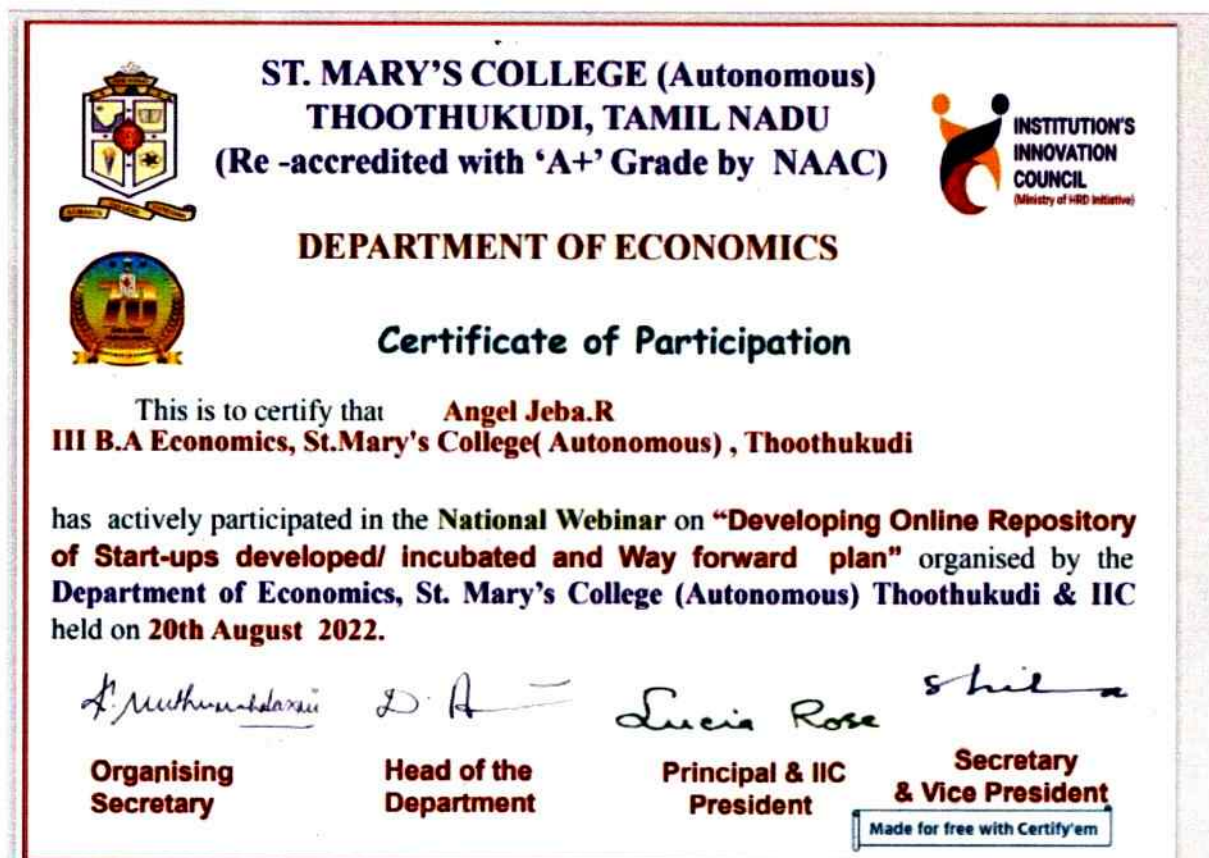 ST. MARY'S COLLEGE (Autonomous)
THOOTHUKUDI, TAMIL NADU
(Re -accredited with ‘A+’ Grade by NAAC)
INSTITUTION'S
INNOVATION
COUNCIL
(Ministry of HRD Initiative)
DEPARTMENT OF ECONOMICS
70
Certificate of Participation
This is to certify that Angel Jeba.R
III B.A Economics, St.Mary's College( Autonomous) , Thoothukudi
has actively participated in the National Webinar on “Developing Online Repository
of Start-ups developed/ incubated and Way forward plan” organised by the
Department of Economics, St. Mary’s College (Autonomous) Thoothukudi & IIC
held on 20th August 2022.
D. A
Lucia Rose
Organising
Secretary
Head of the
Department
Principal & IIC
President
Secretary
& Vice President
Made for free with Certify'em